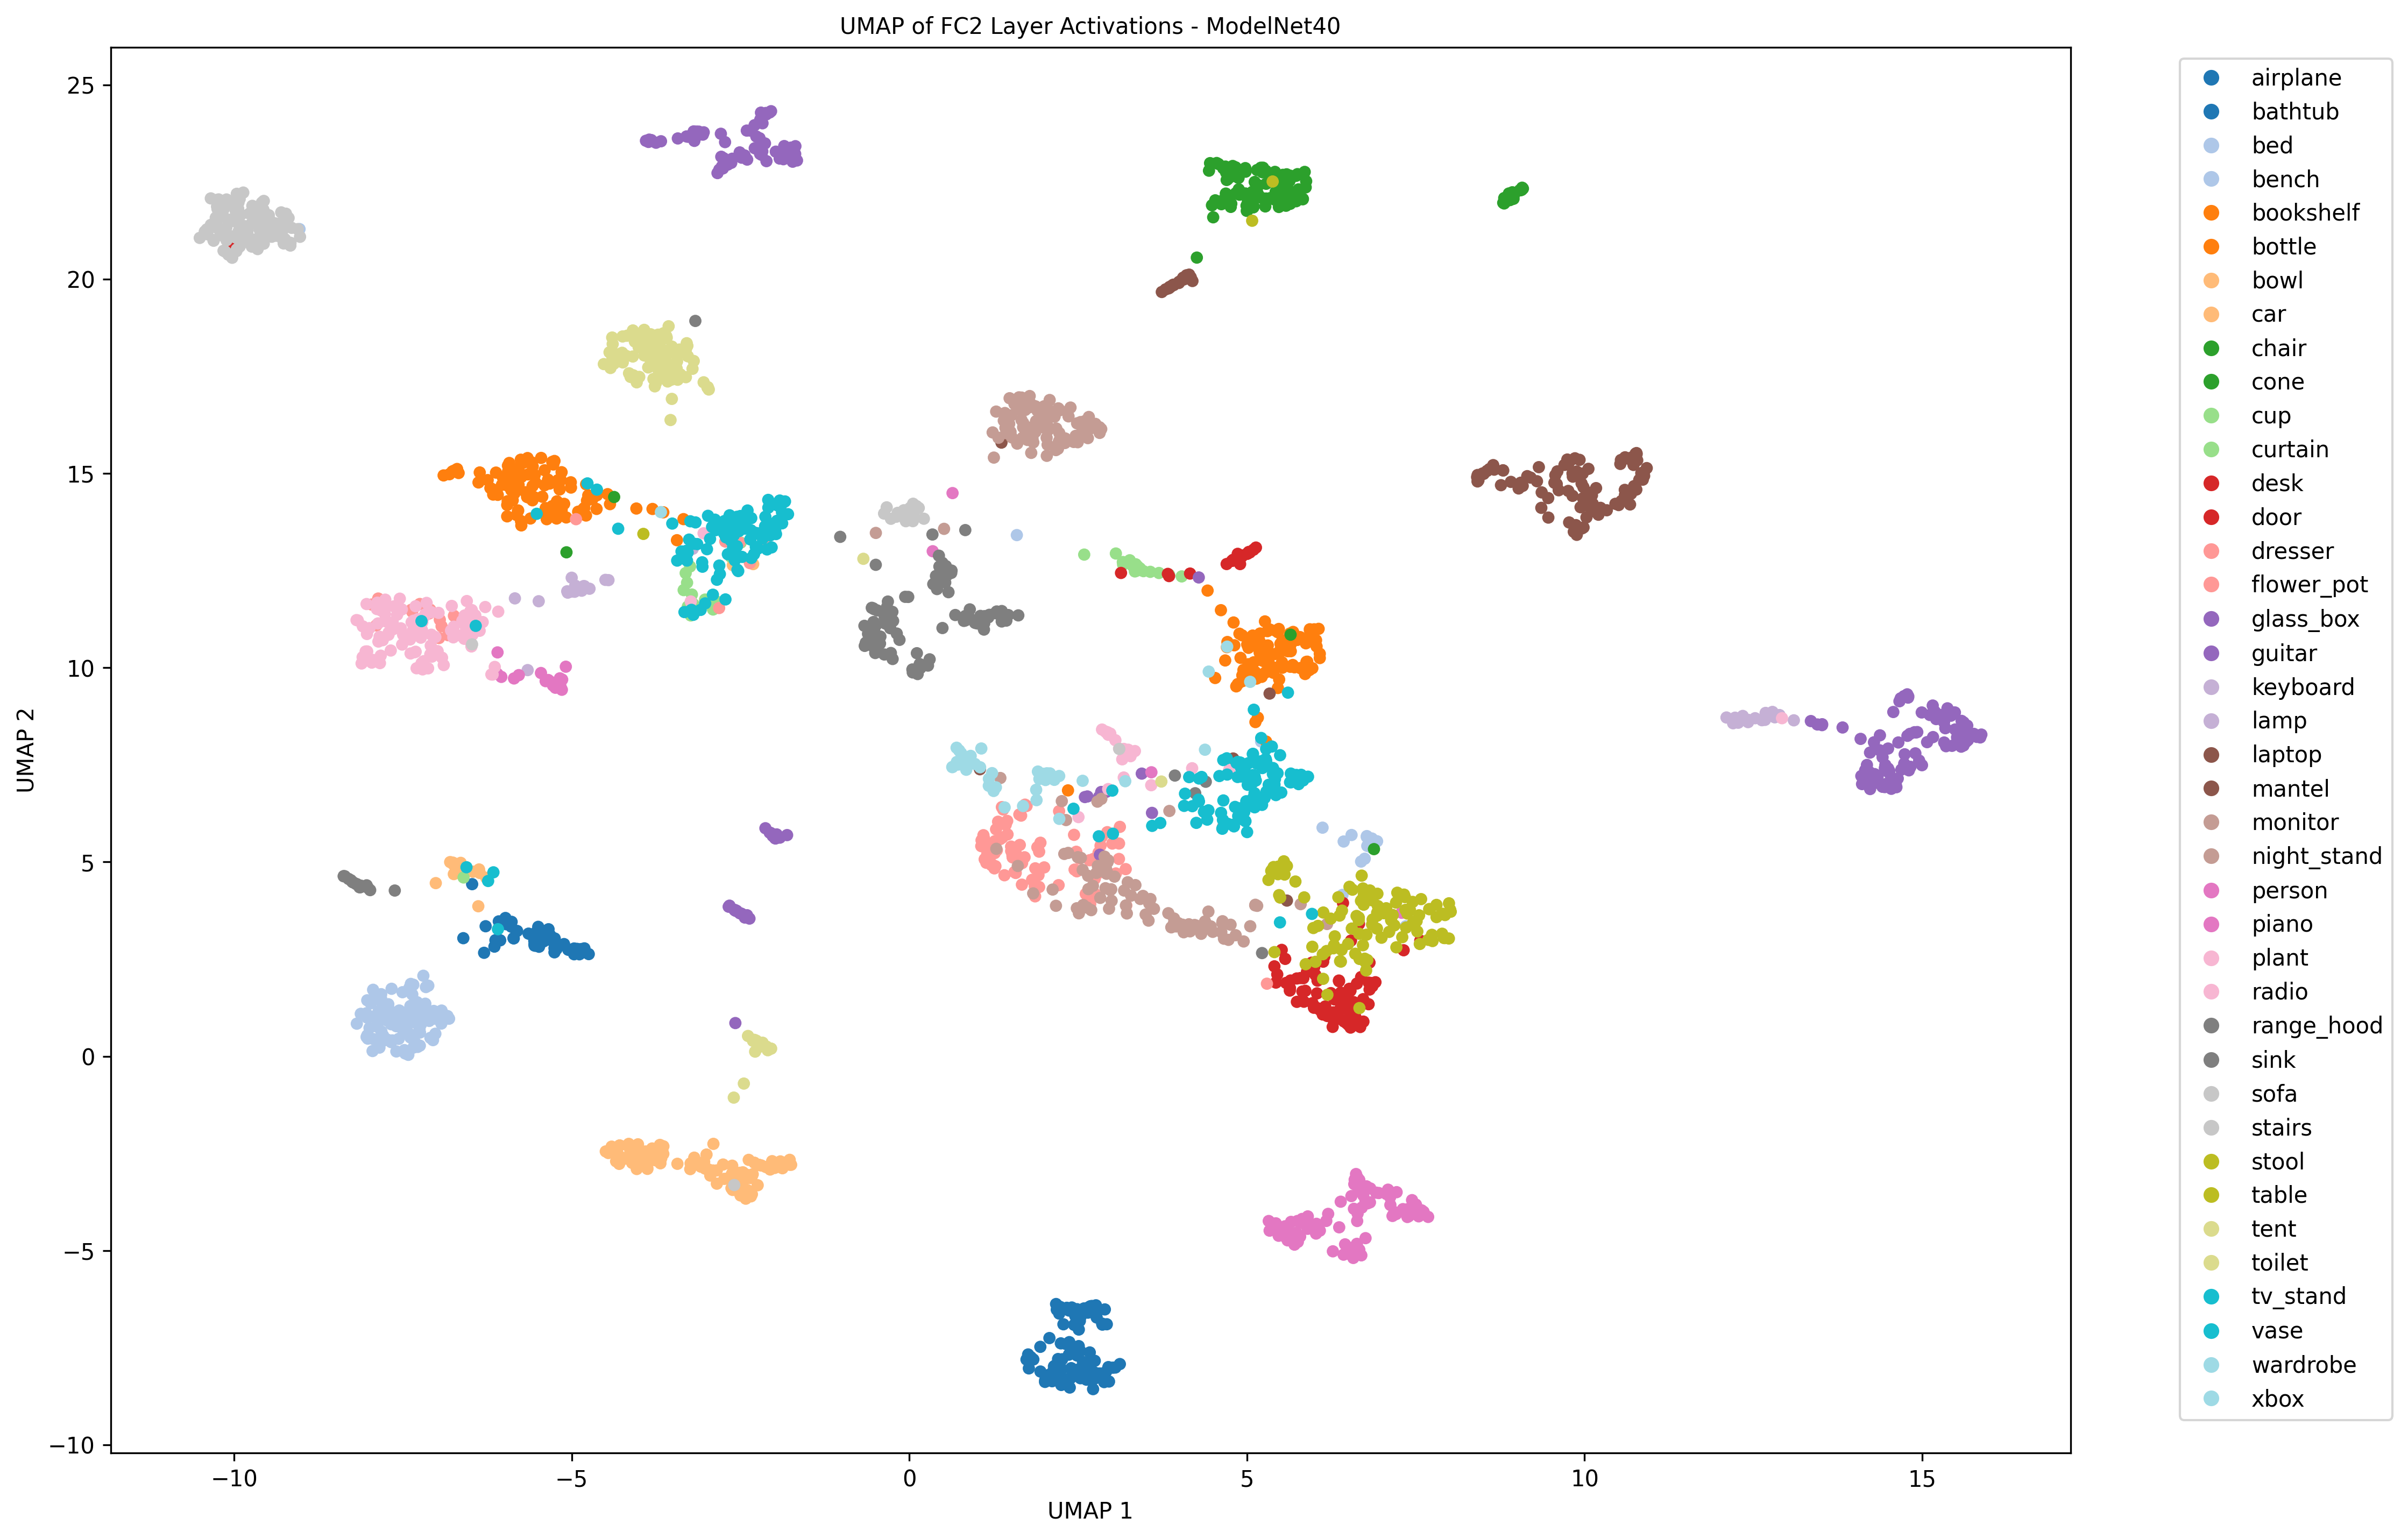 UMAP of FC2 Layer Activations - ModelNet40
25
20
15
10
5
0
−5
−10
UMAP 2
−10
−5
0
5
10
15
UMAP 1
airplane
bathtub
bed
bench
bookshelf
bottle
bowl
car
chair
cone
cup
curtain
desk
door
dresser
flower_pot
glass_box
guitar
keyboard
lamp
laptop
mantel
monitor
night_stand
person
piano
plant
radio
range_hood
sink
sofa
stairs
stool
table
tent
toilet
tv_stand
vase
wardrobe
xbox